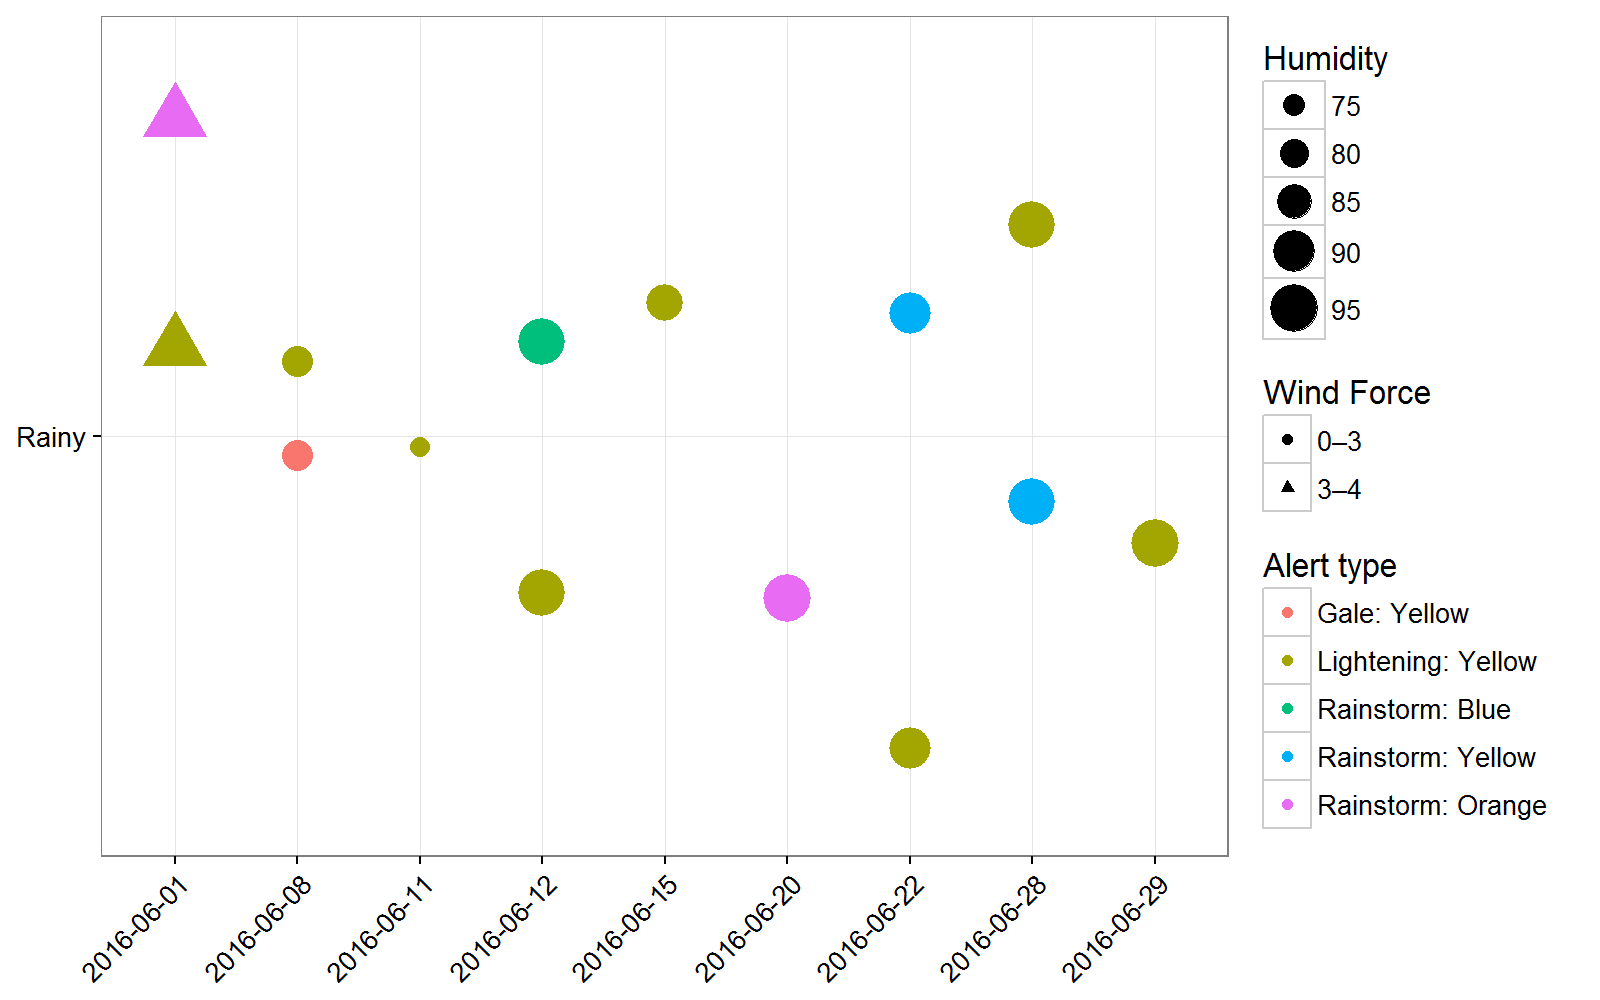 Rainy
2016-06-01
2016-06-08
2016-06-11
2016-06-12
2016-06-15
2016-06-20
2016-06-22
2016-06-28
2016-06-29
Humidity
75
80
85
90
95
Wind Force
0–3
3–4
Alert type
Gale: Yellow
Lightening: Yellow
Rainstorm: Blue
Rainstorm: Yellow
Rainstorm: Orange